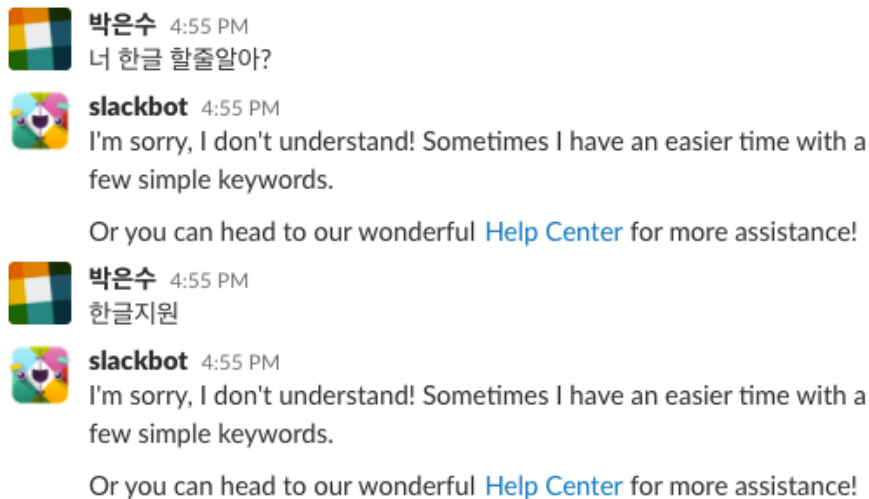 박은수 4:55 PM
너 한글 할줄알아?
slackbot 4:55 PM
I'm sorry, I don't understand! Sometimes I have an easier time with a
few simple keywords.
Or you can head to our wonderful Help Center for more assistance!
박은수 4:55 PM
한글지원
slackbot 4:55 PM
I'm sorry, I don't understand! Sometimes I have an easier time with a
few simple keywords.
Or you can head to our wonderful Help Center for more assistance!